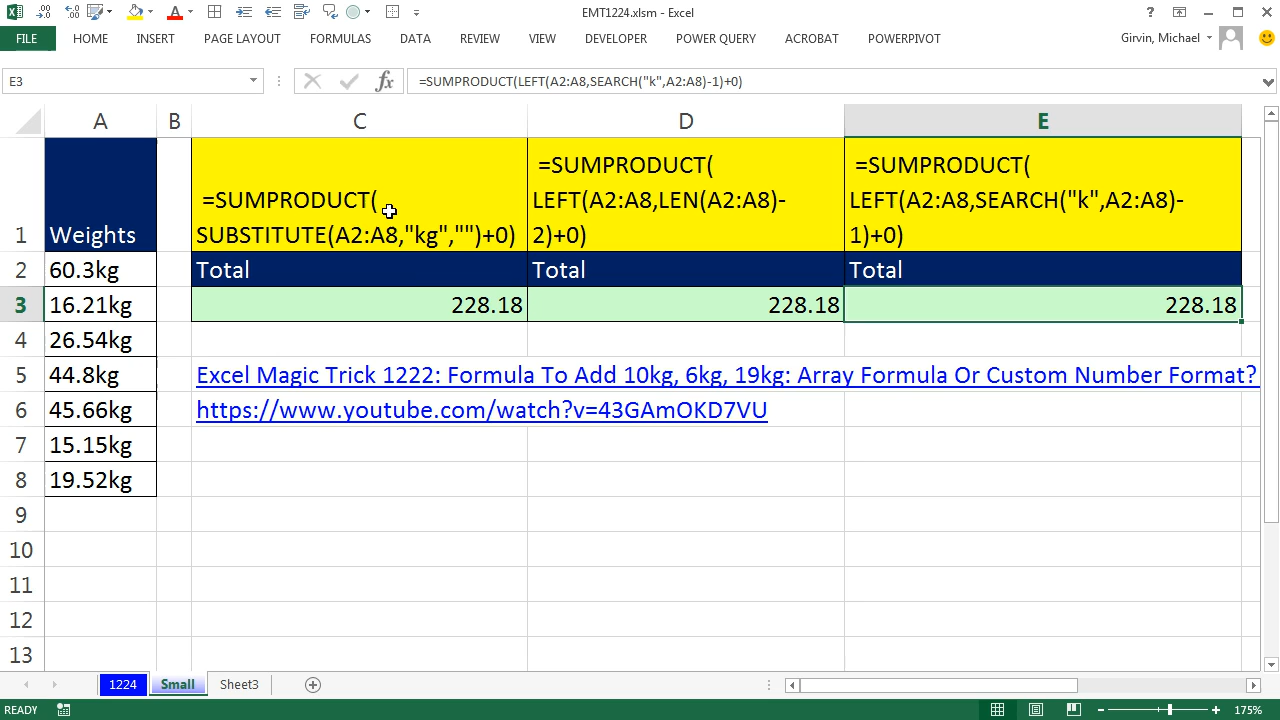 EMT1224.xlsm - Excel
FILE HOME INSERT PAGE LAYOUT FORMULAS DATA REVIEW VIEW DEVELOPER POWER QUERY ACROBAT POWERPIVOT Girvin, Michael
E3 fx =SUMPRODUCT(LEFT(A2:A8,SEARCH("k",A2:A8)-1)+0)
A B C D E
1 Weights
=SUMPRODUCT(
SUBSTITUTE(A2:A8,"kg","")+0)
=SUMPRODUCT(
LEFT(A2:A8,LEN(A2:A8)-
2)+0)
=SUMPRODUCT(
LEFT(A2:A8,SEARCH("k",A2:A8)-
1)+0)
2 60.3kg Total Total Total
3 16.21kg 228.18 228.18 228.18
4 26.54kg
5 44.8kg Excel Magic Trick 1222: Formula To Add 10kg, 6kg, 19kg: Array Formula Or Custom Number Format?
6 45.66kg https://www.youtube.com/watch?v=43GAmOKD7VU
7 15.15kg
8 19.52kg
9
10
11
12
13
1224 Small Sheet3
READY 175%